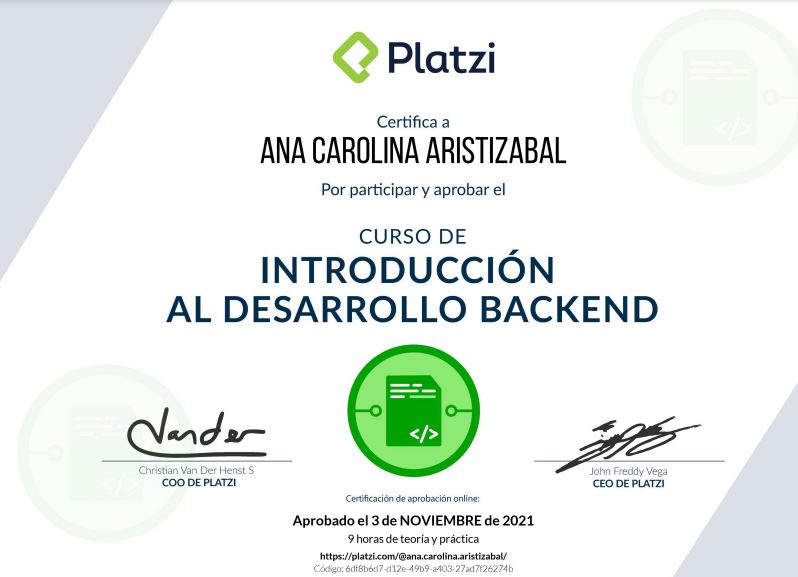 Platzi
Certifica a
ANA CAROLINA ARISTIZABAL
Por participar y aprobar el
CURSO DE
INTRODUCCIÓN
AL DESARROLLO BACKEND
</>
Vander
Christian Van Der Henst S
COO DE PLATZI
John Freddy Vega
CEO DE PLATZI
Certificación de aprobación online:
Aprobado el 3 de NOVIEMBRE de 2021
9 horas de teoría y práctica
https://platzi.com/@ana.carolina.aristizabal/
Código: 6df8b6d7-d12e-49b9-a403-27ad7f26274b